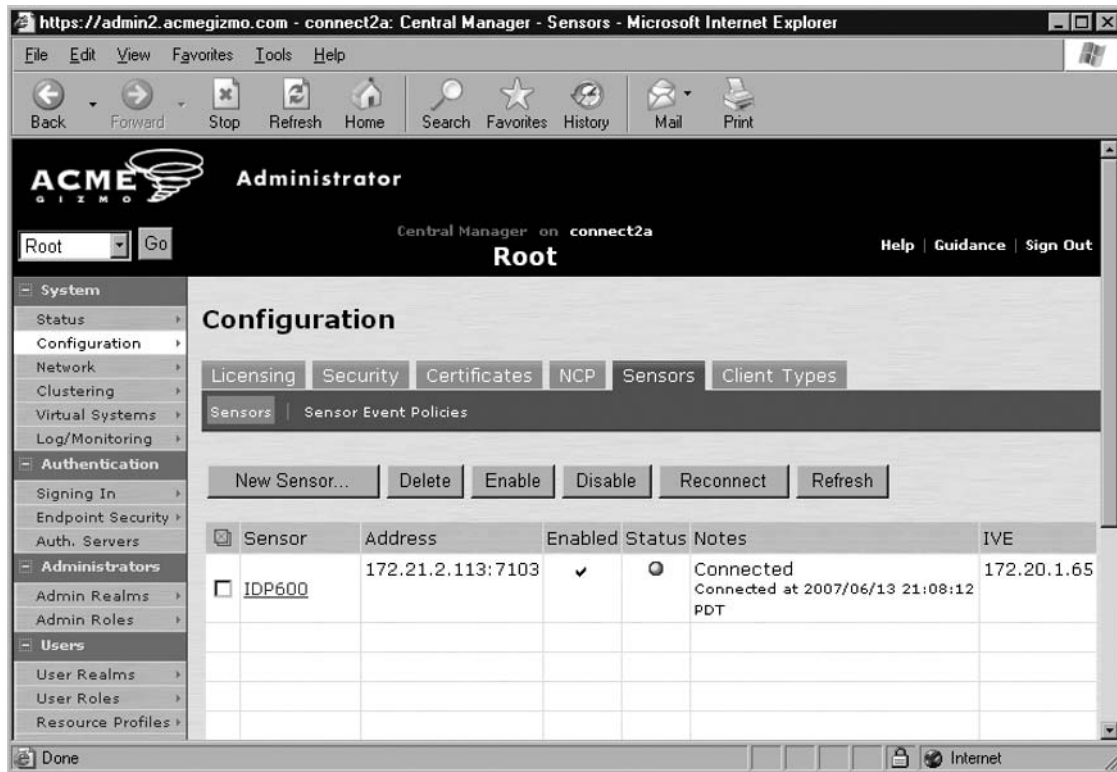 https://admin2.acmegizmo.com - connect2a: Central Manager - Sensors - Microsoft Internet Explorer
File Edit View Favorites Tools Help
Back Forward Stop Refresh Home Search Favorites History Mail Print
ACME GIZMO
Administrator
Root Go
Central Manager on connect2a
Root
Help | Guidance | Sign Out
System
Status
Configuration
Network
Clustering
Virtual Systems
Log/Monitoring
Authentication
Signing In
Endpoint Security
Auth. Servers
Administrators
Admin Realms
Admin Roles
Users
User Realms
User Roles
Resource Profiles
Configuration
Licensing Security Certificates NCP Sensors Client Types
Sensors | Sensor Event Policies
New Sensor... Delete Enable Disable Reconnect Refresh
Sensor Address Enabled Status Notes IVE
IDP600 172.21.2.113:7103 Connected 172.20.1.65
Connected at 2007/06/13 21:08:12
PDT
Done Internet